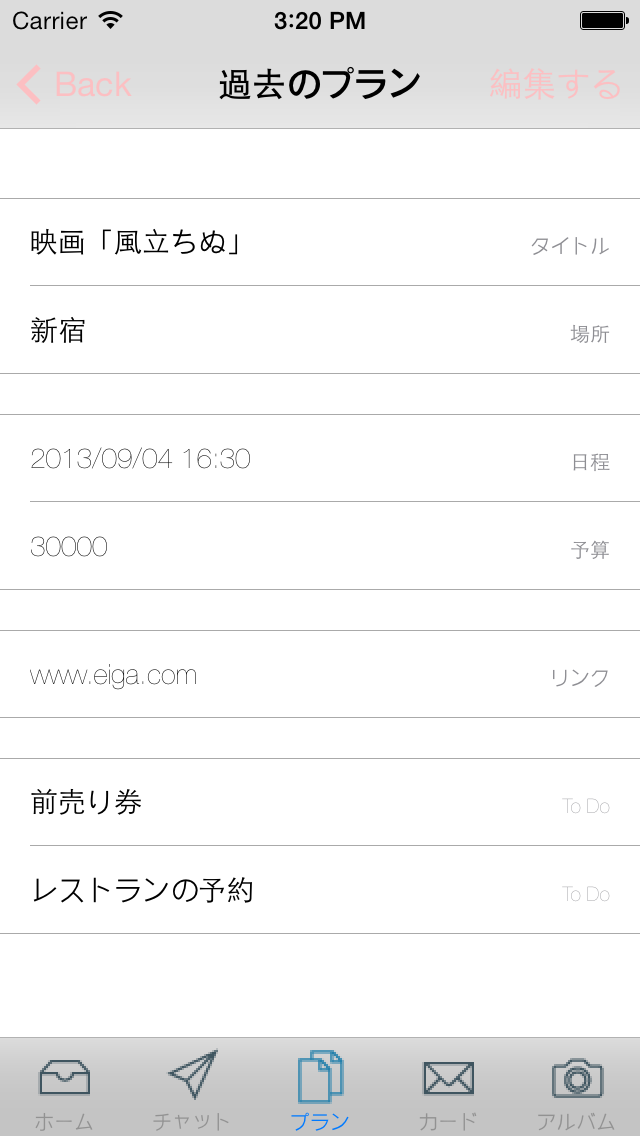 Carrier 3:20 PM
Back 過去のプラン 編集する
映画「風立ちぬ」 タイトル
新宿 場所
2013/09/04 16:30 日程
30000 予算
www.eiga.com リンク
前売り券 To Do
レストランの予約 To Do
ホーム チャット プラン カード アルバム